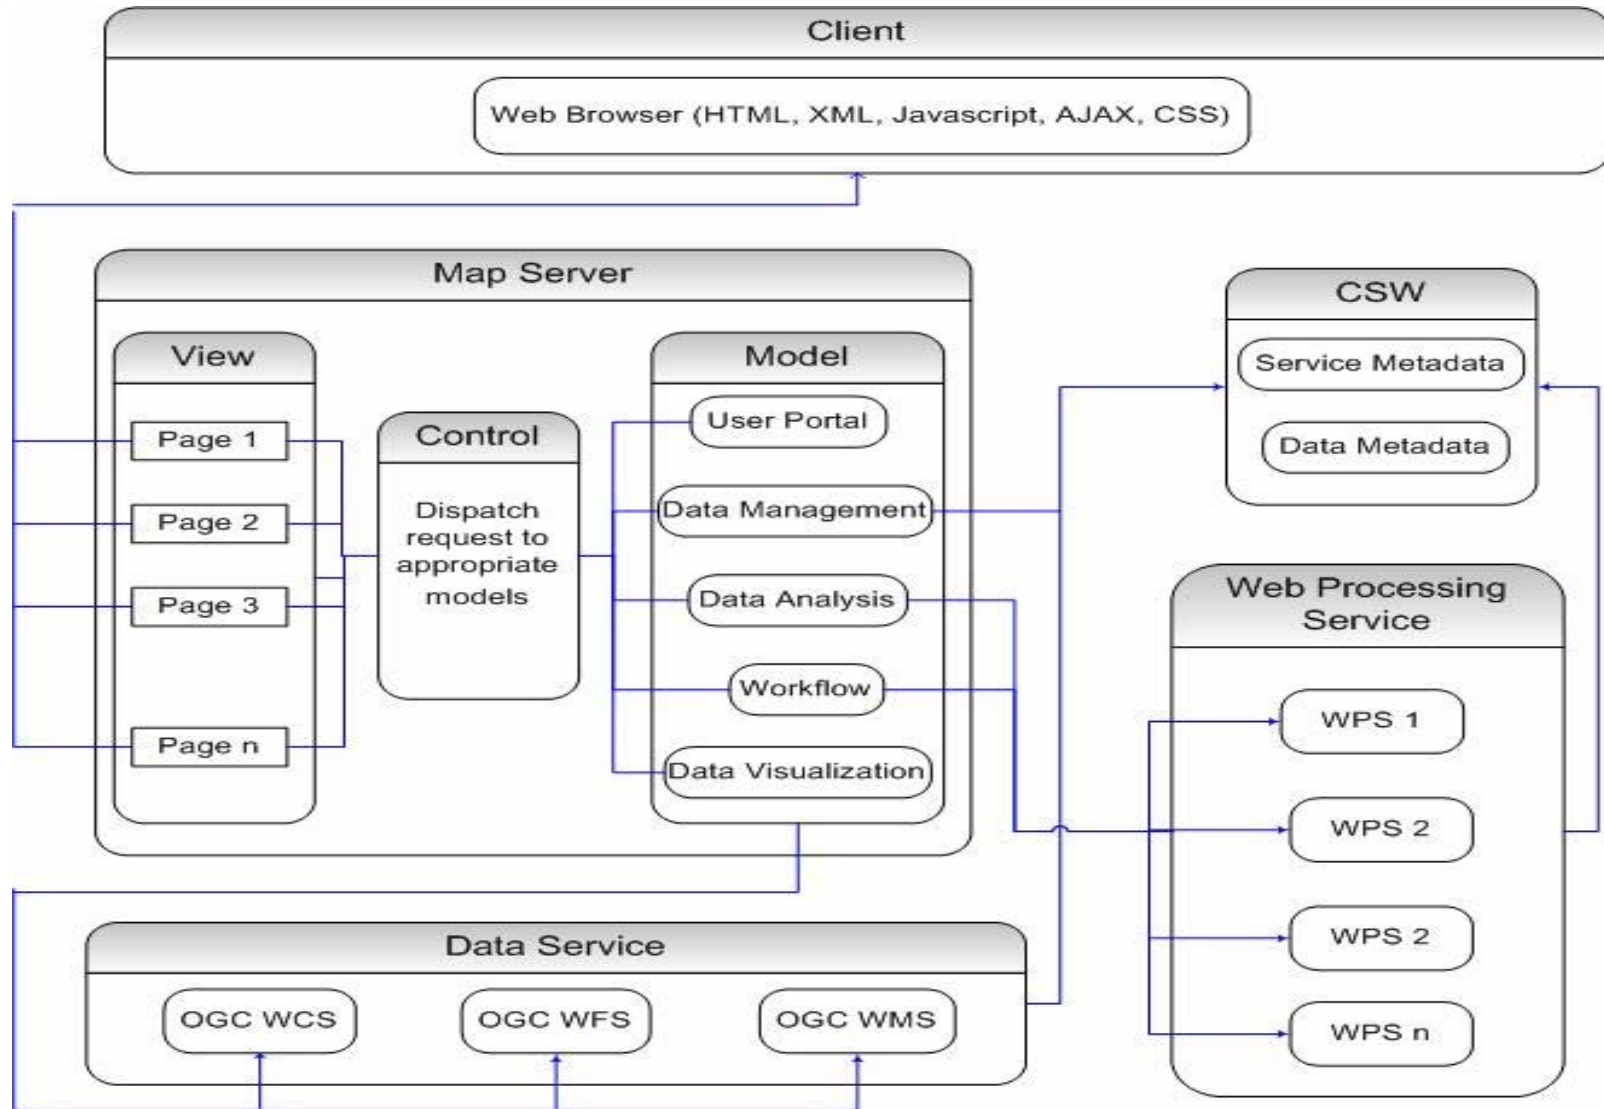 Client
Web Browser (HTML, XML, Javascript, AJAX, CSS)
Map Server
View
Page 1
Page 2
Page 3
Page n
Control
Dispatch
request to
appropriate
models
Model
User Portal
Data Management
Data Analysis
Workflow
Data Visualization
CSW
Service Metadata
Data Metadata
Web Processing
Service
WPS 1
WPS 2
WPS 2
WPS n
Data Service
OGC WCS
OGC WFS
OGC WMS